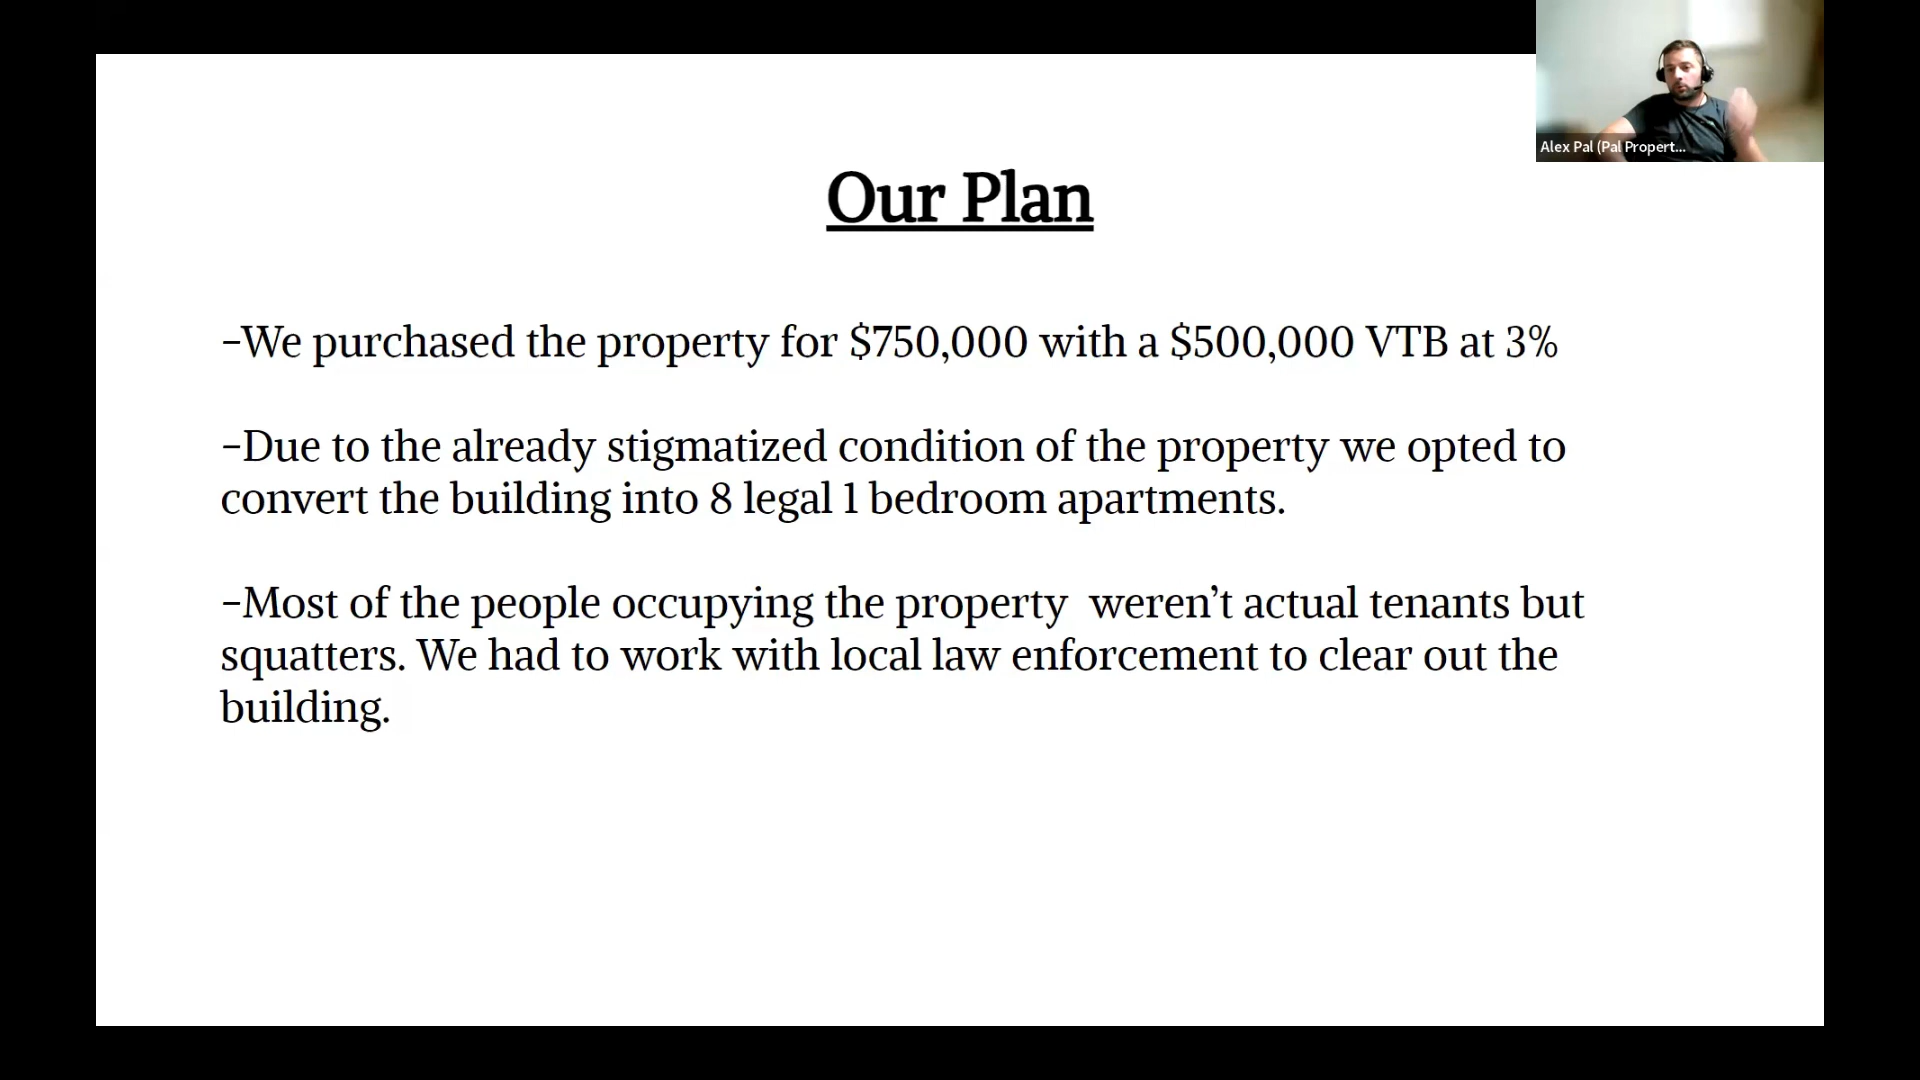 Alex Pal (Pal Propert...
Our Plan
-We purchased the property for $750,000 with a $500,000 VTB at 3%
-Due to the already stigmatized condition of the property we opted to
convert the building into 8 legal 1 bedroom apartments.
-Most of the people occupying the property  weren’t actual tenants but
squatters. We had to work with local law enforcement to clear out the
building.